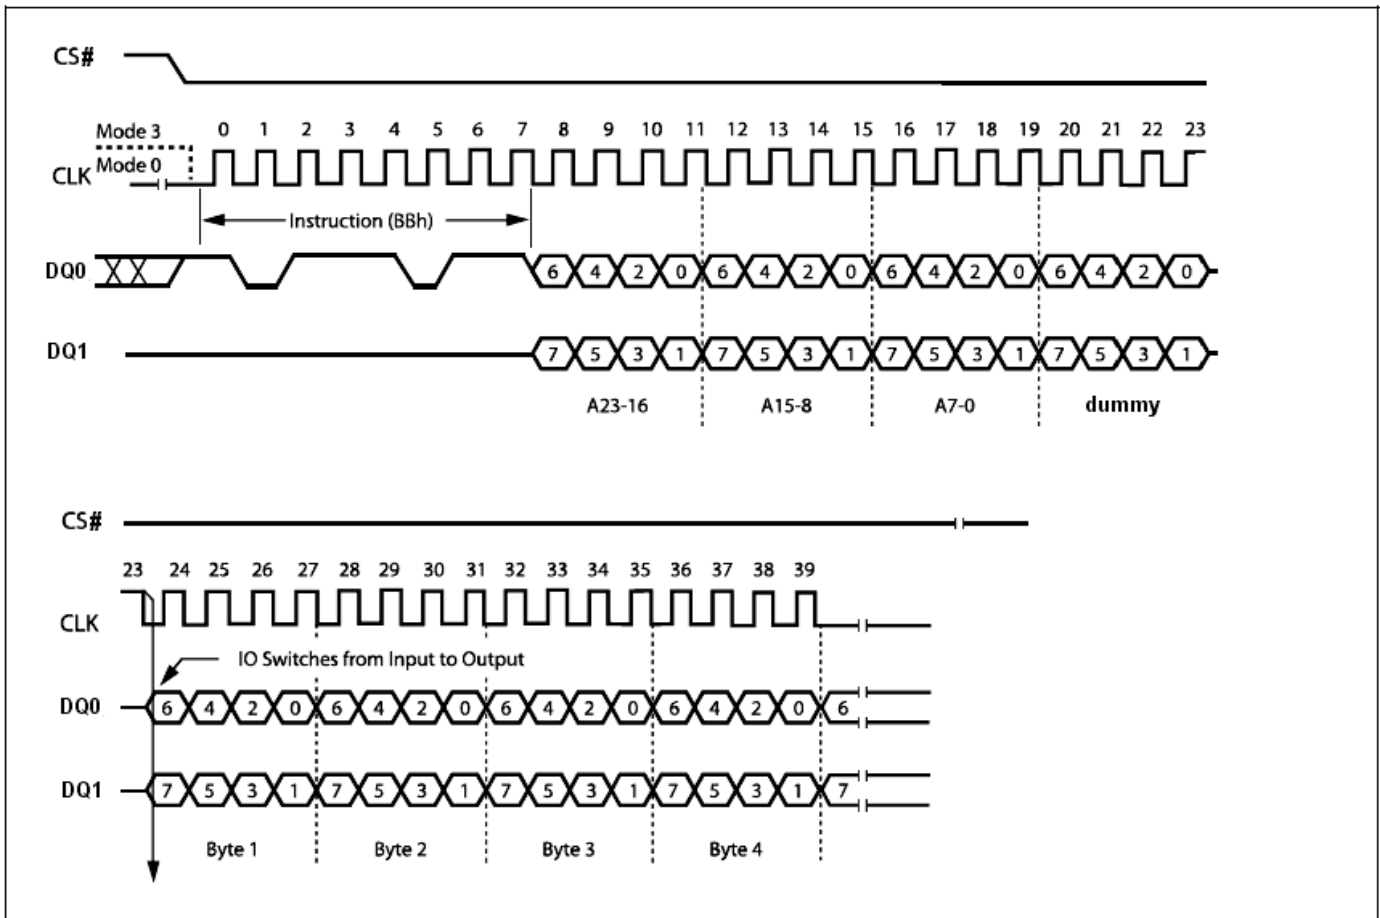 CS#
Mode 3
0 1 2 3 4 5 6 7 8 9 10 11 12 13 14 15 16 17 18 19 20 21 22 23
CLK Mode 0
Instruction (BBh)
DQ0 6 4 2 0 6 4 2 0 6 4 2 0 6 4 2 0
DQ1 7 5 3 1 7 5 3 1 7 5 3 1 7 5 3 1
A23-16 A15-8 A7-0 dummy
CS#
23 24 25 26 27 28 29 30 31 32 33 34 35 36 37 38 39
CLK
IO Switches from Input to Output
DQ0 6 4 2 0 6 4 2 0 6 4 2 0 6 4 2 0 6
DQ1 7 5 3 1 7 5 3 1 7 5 3 1 7 5 3 1 7
Byte 1 Byte 2 Byte 3 Byte 4